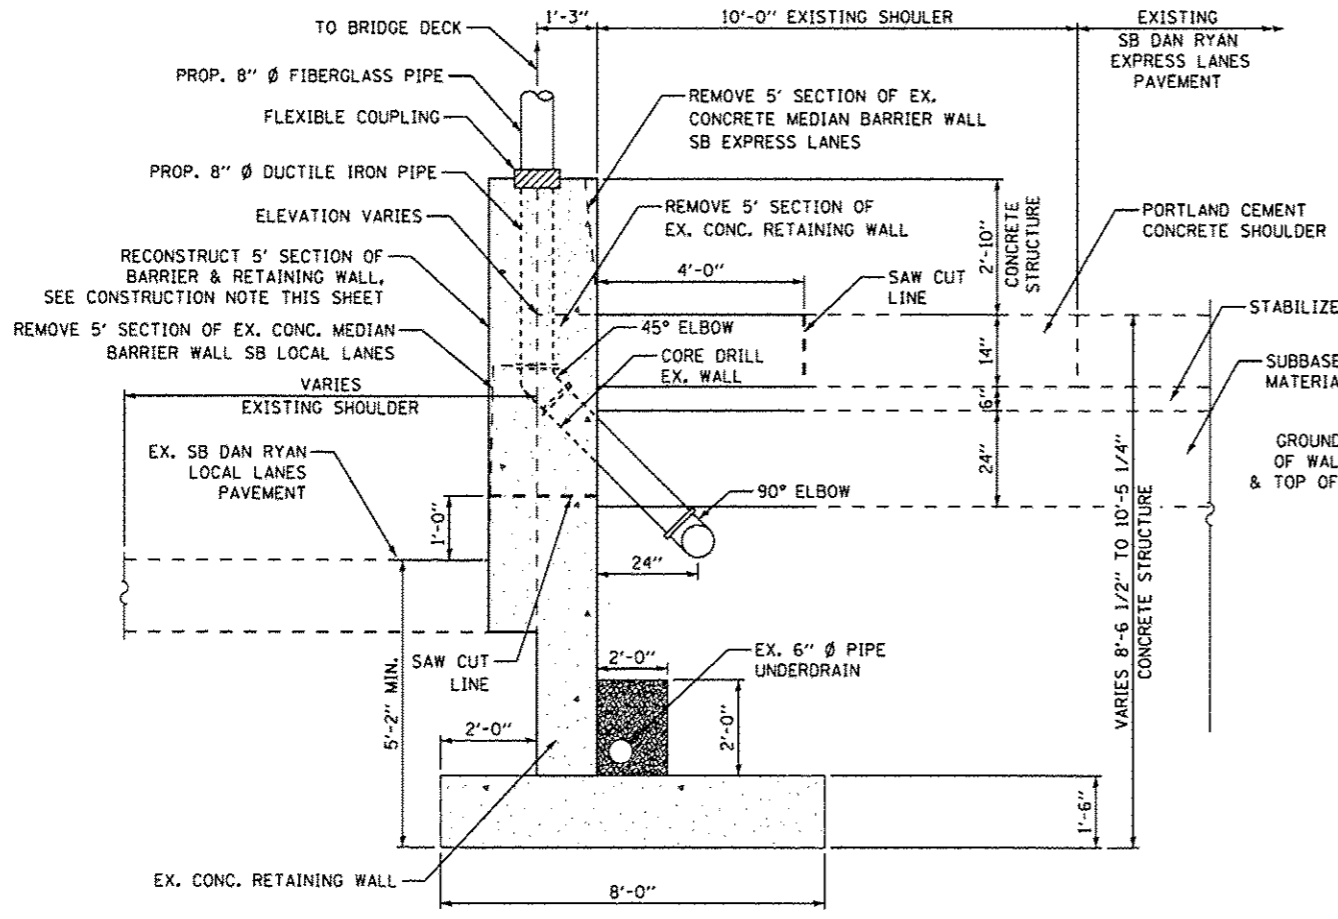 1'-3"
10'-0" EXISTING SHOULER
EXISTING
SB DAN RYAN
EXPRESS LANES
PAVEMENT
TO BRIDGE DECK
PROP. 8" Ø FIBERGLASS PIPE
FLEXIBLE COUPLING
PROP. 8" Ø DUCTILE IRON PIPE
ELEVATION VARIES
RECONSTRUCT 5' SECTION OF
BARRIER & RETAINING WALL,
SEE CONSTRUCTION NOTE THIS SHEET
REMOVE 5' SECTION OF EX. CONC. MEDIAN
BARRIER WALL SB LOCAL LANES
REMOVE 5' SECTION OF EX.
CONCRETE MEDIAN BARRIER WALL
SB EXPRESS LANES
REMOVE 5' SECTION OF
EX. CONC. RETAINING WALL
4'-0"
SAW CUT
LINE
2'-10"
CONCRETE
STRUCTURE
PORTLAND CEMENT
CONCRETE SHOULDER
45° ELBOW
CORE DRILL
EX. WALL
14"
6"
24"
STABILIZE
SUBBASE
MATERIA
GROUND
OF WAL
& TOP OF
VARIES
EXISTING SHOULDER
EX. SB DAN RYAN
LOCAL LANES
PAVEMENT
1'-0"
90° ELBOW
24"
VARIES 8'-6 1/2" TO 10'-5 1/4"
CONCRETE STRUCTURE
5'-2" MIN.
SAW CUT
LINE
2'-0"
2'-0"
EX. 6" Ø PIPE
UNDERDRAIN
2'-0"
1'-6"
EX. CONC. RETAINING WALL
8'-0"